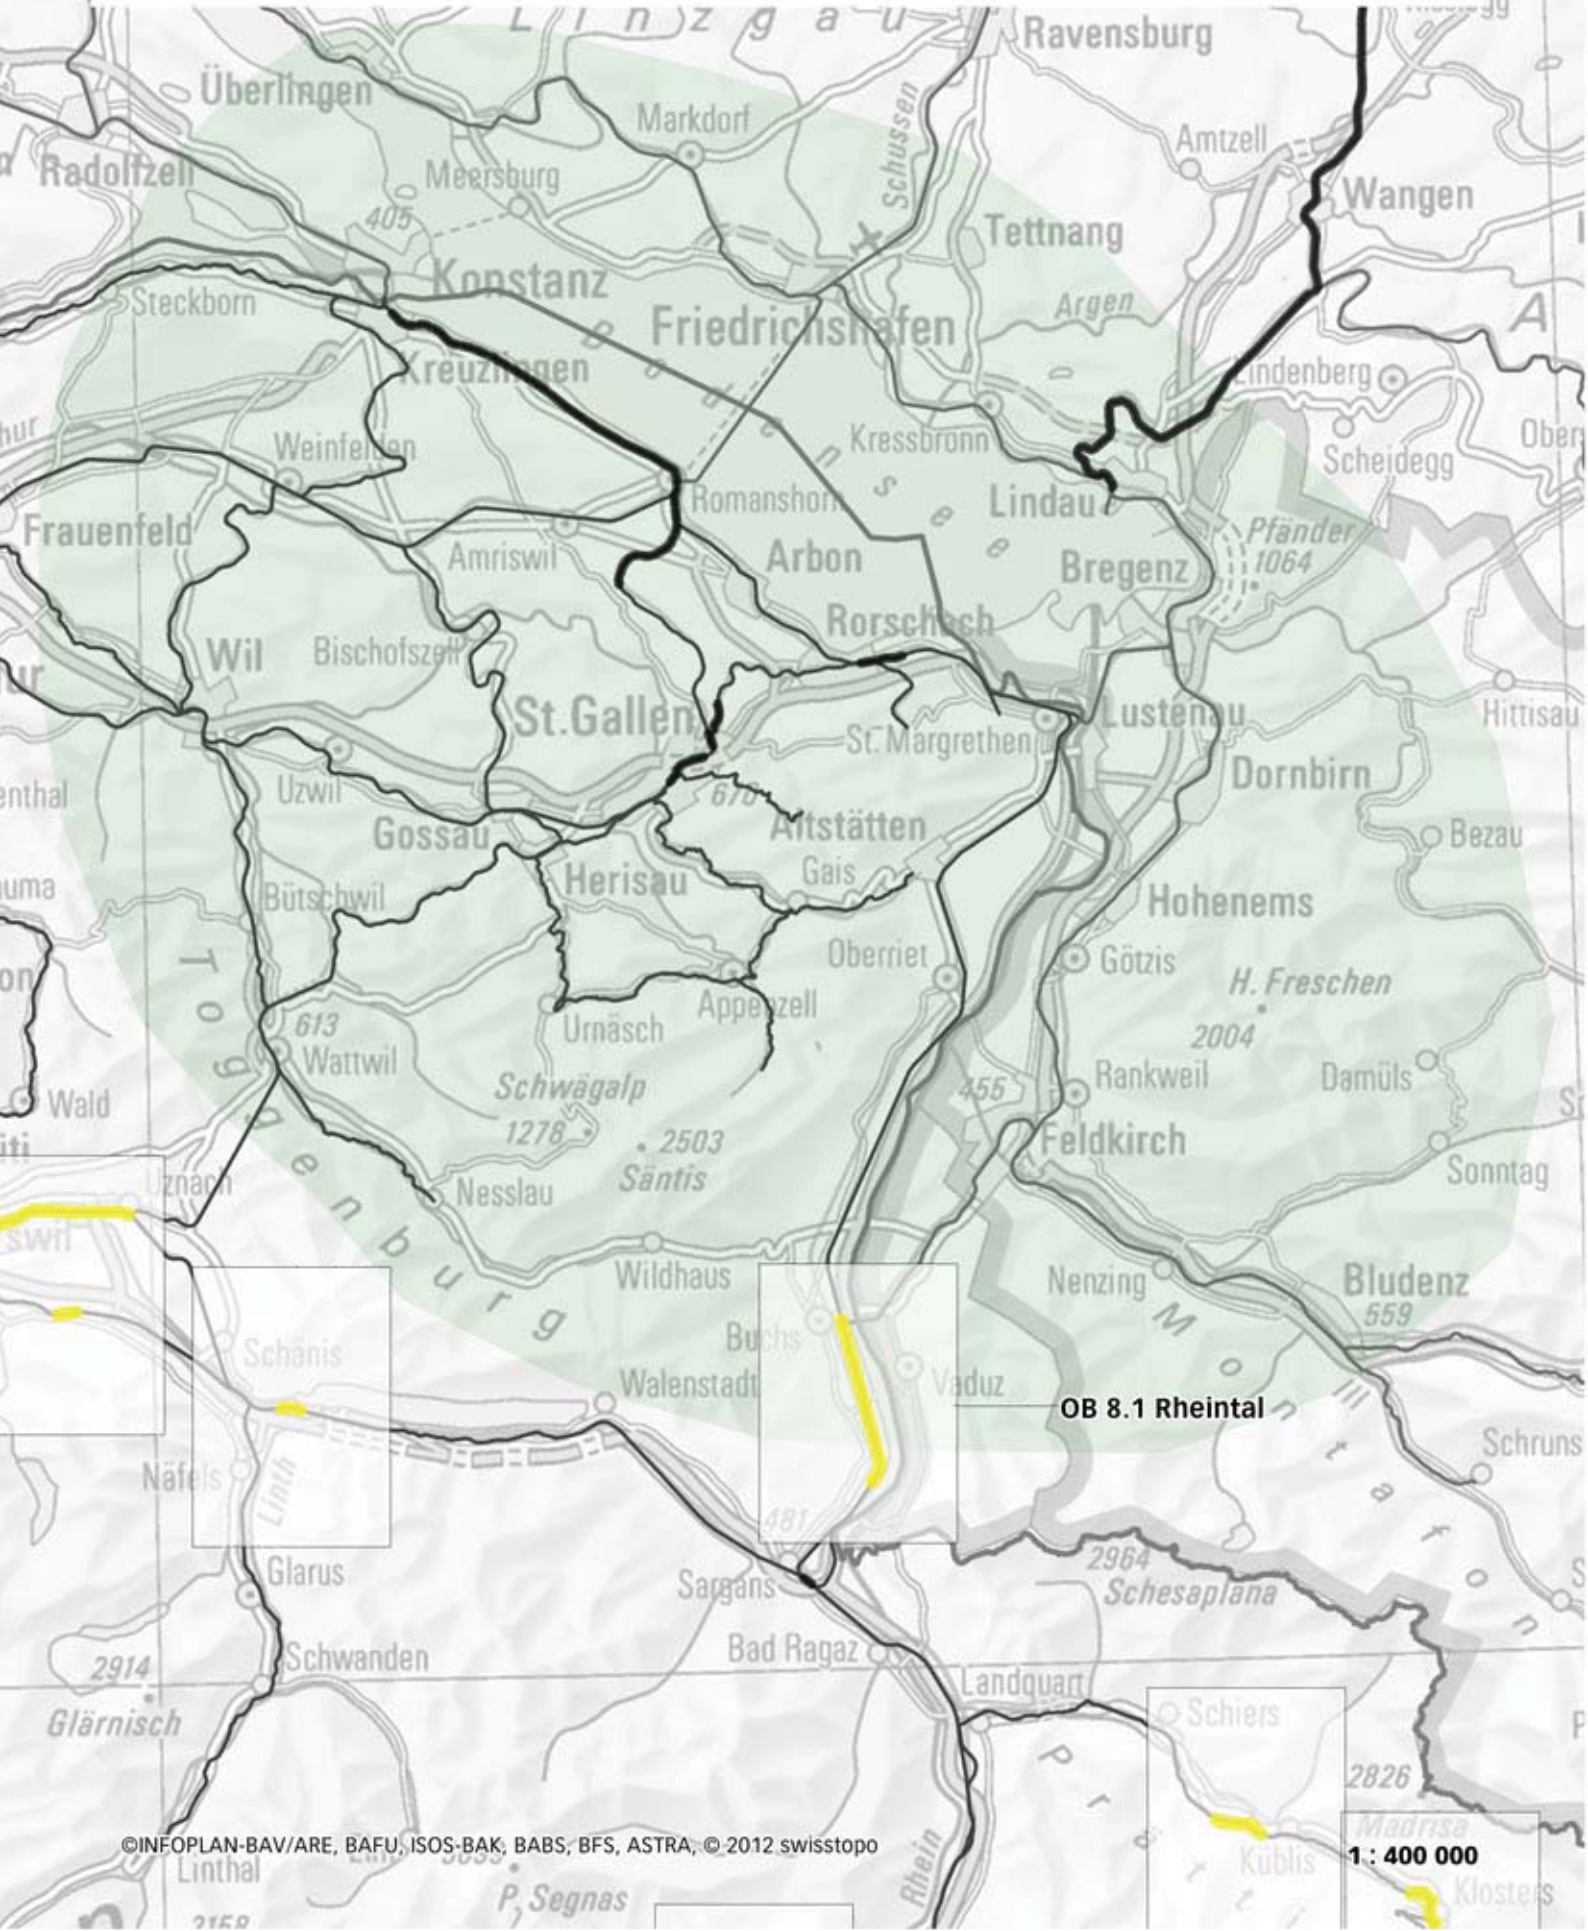 L i n z g a u
Ravensburg
Überlingen
Markdorf
Schussen
Amtzell
Radolfzell
Meersburg
Wangen
405
Tettnang
Konstanz
Steckborn
Argen
A
Friedrichshafen
B o d e n s e e
Kreuzlingen
Lindenberg
Weinfelden
Kressbronn
Scheidegg
Romanshorn
Lindau
Frauenfeld
Pfänder
1064
Amriswil
Arbon
Bregenz
Rorschach
Wil
Bischofszell
St.Gallen
Lustenau
Hittisau
St. Margrethen
Dornbirn
Uzwil
670
Gossau
Altstätten
Bezau
Gais
Herisau
Bütschwil
Hohenems
Oberriet
Götzis
H. Freschen
2004
Appenzell
Urnäsch
613
Wattwil
Rankweil
Damüls
Schwägalp
1278
455
Wald
2503
Säntis
Feldkirch
Sonntag
T o g g e n b u r g
Uznach
Nesslau
Wildhaus
Nenzing
Bludenz
559
Buchs
Schänis
Walenstadt
Vaduz
OB 8.1 Rheintal
M o n t a f o n
Schruns
Näfels
Linth
481
2964
Schesaplana
Glarus
Sargans
Bad Ragaz
Schwanden
2914
Glärnisch
Landquart
Schiers
2826
Madrisa
©INFOPLAN-BAV/ARE, BAFU, ISOS-BAK, BABS, BFS, ASTRA, © 2012 swisstopo
1 : 400 000
Küblis
Linthal
Rhein
Klosters
P. Segnas